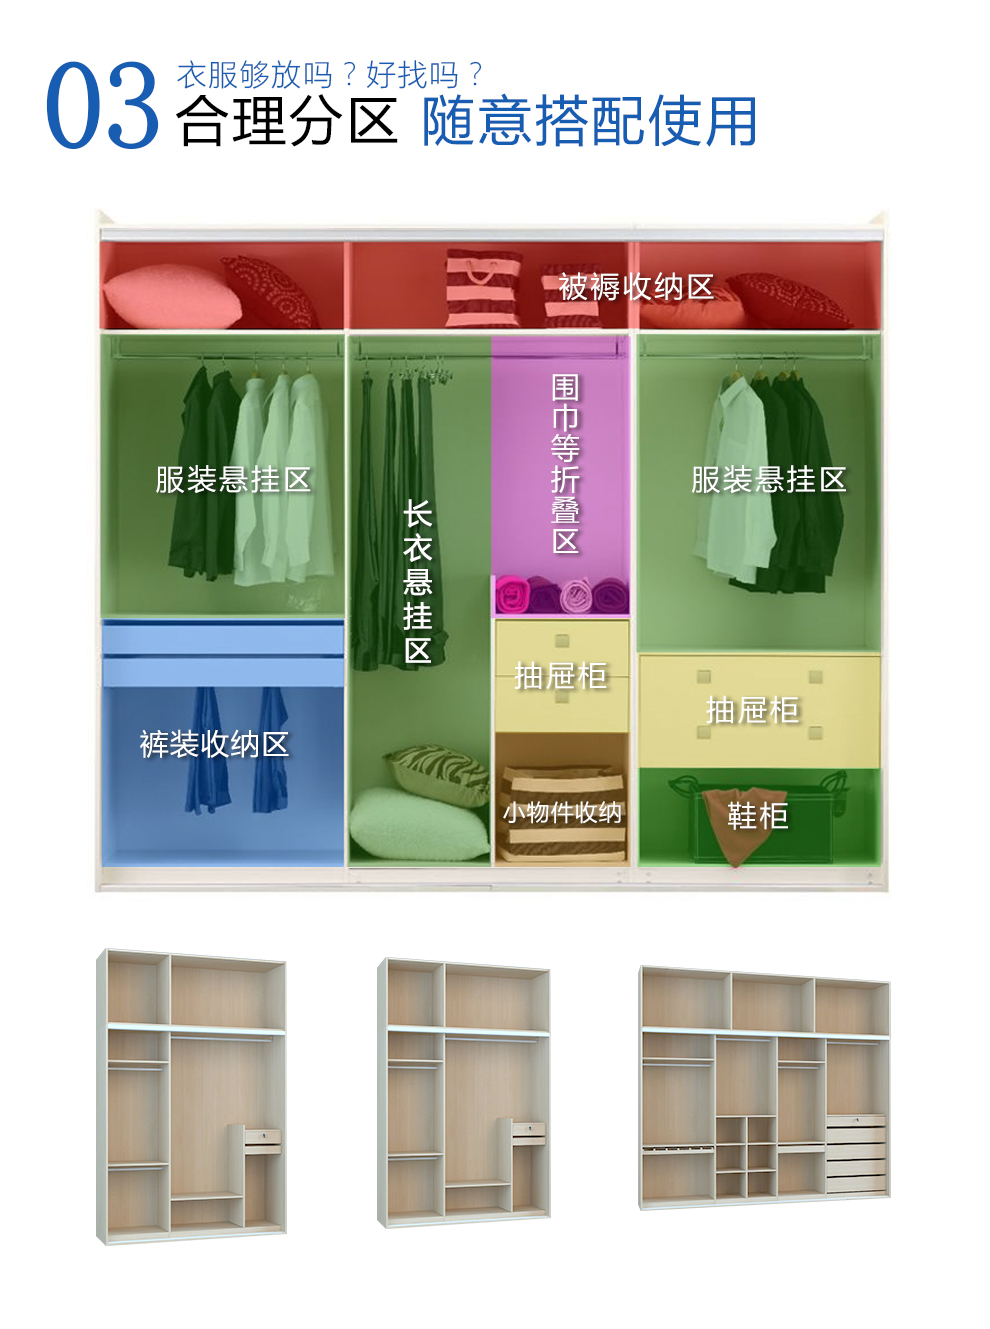 03
衣服够放吗？好找吗？
合理分区 随意搭配使用
被褥收纳区
服装悬挂区
长衣悬挂区
围巾等折叠区
服装悬挂区
抽屉柜
抽屉柜
裤装收纳区
小物件收纳
鞋柜